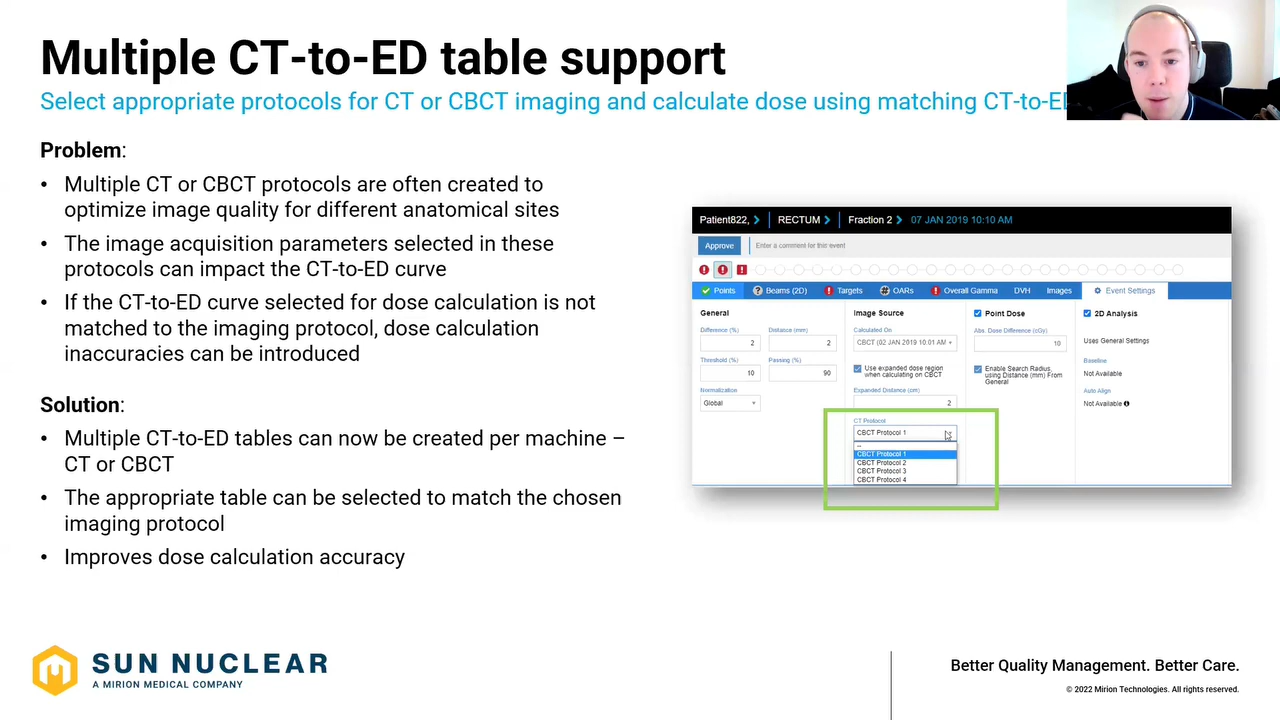 Multiple CT-to-ED table support
Select appropriate protocols for CT or CBCT imaging and calculate dose using matching
Problem:
• Multiple CT or CBCT protocols are often created to
optimize image quality for different anatomical sites
• The image acquisition parameters selected in these
protocols can impact the CT-to-ED curve
• If the CT-to-ED curve selected for dose calculation is not
matched to the imaging protocol, dose calculation
inaccuracies can be introduced
Solution:
• Multiple CT-to-ED tables can now be created per machine –
CT or CBCT
• The appropriate table can be selected to match the chosen
imaging protocol
• Improves dose calculation accuracy
Patient822, RECTUM Fraction 2 07 JAN 2019 10:10 AM
Approve Enter a comment for this event
Points Beams (2D) Targets OARs Overall Gamma DVH Images Event Settings
General
Difference (%) Distance (mm)
2 2
Threshold (%) Passing (%)
10 90
Normalization
Global
Image Source
Calculated On
CBCT (02 JAN 2019 10:01 AM
Use expanded dose region
when calculating on CBCT
Expanded Distance (cm)
2
CT Protocol
CBCT Protocol 1
--
CBCT Protocol 1
CBCT Protocol 2
CBCT Protocol 3
CBCT Protocol 4
Point Dose
Abs. Dose Difference (cGy)
10
Enable Search Radius,
using Distance (mm) From
General
2D Analysis
Uses General Settings
Baseline
Not Available
Auto Align
Not Available
SUN NUCLEAR
A MIRION MEDICAL COMPANY
Better Quality Management. Better Care.
© 2022 Mirion Technologies. All rights reserved.